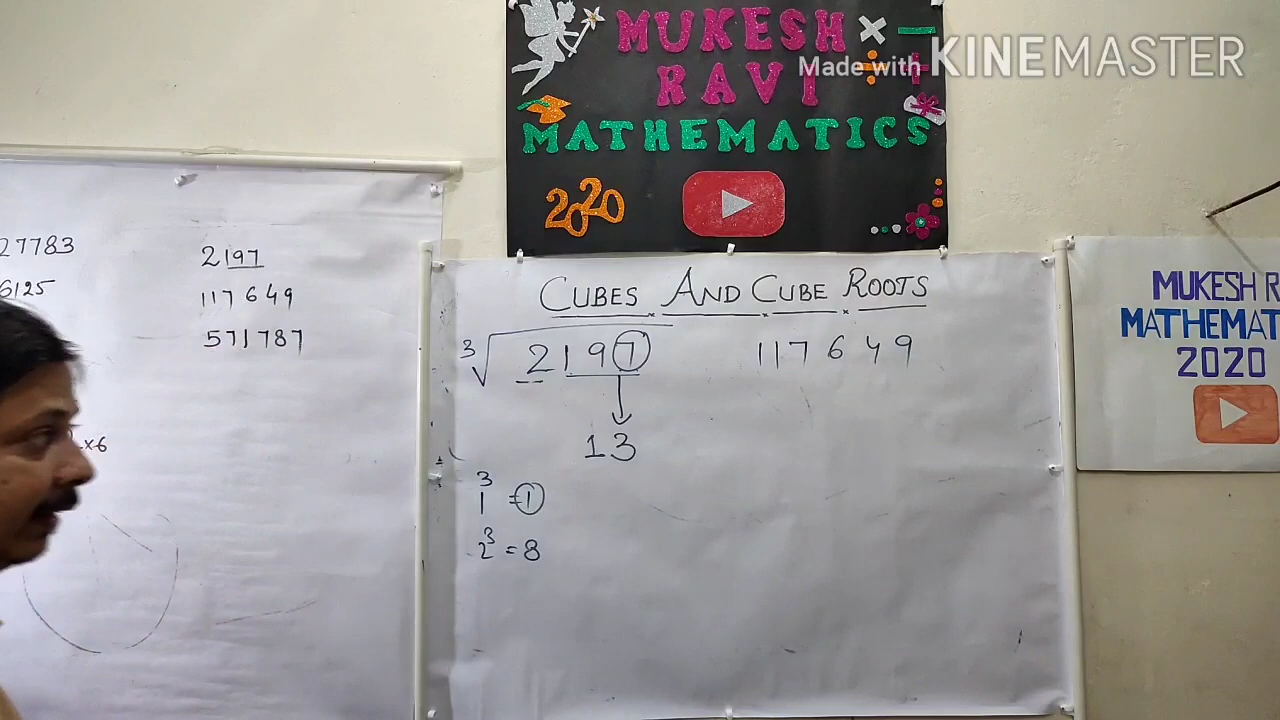 MUKESH × −
RAVI ÷ +
MATHEMATICS
2020
Made with KINEMASTER
27783
6125
×6
2197
117649
571787
CUBES AND CUBE ROOTS
∛2197
117649
13
1³ = 1
2³ = 8
MUKESH R
MATHEMAT
2020